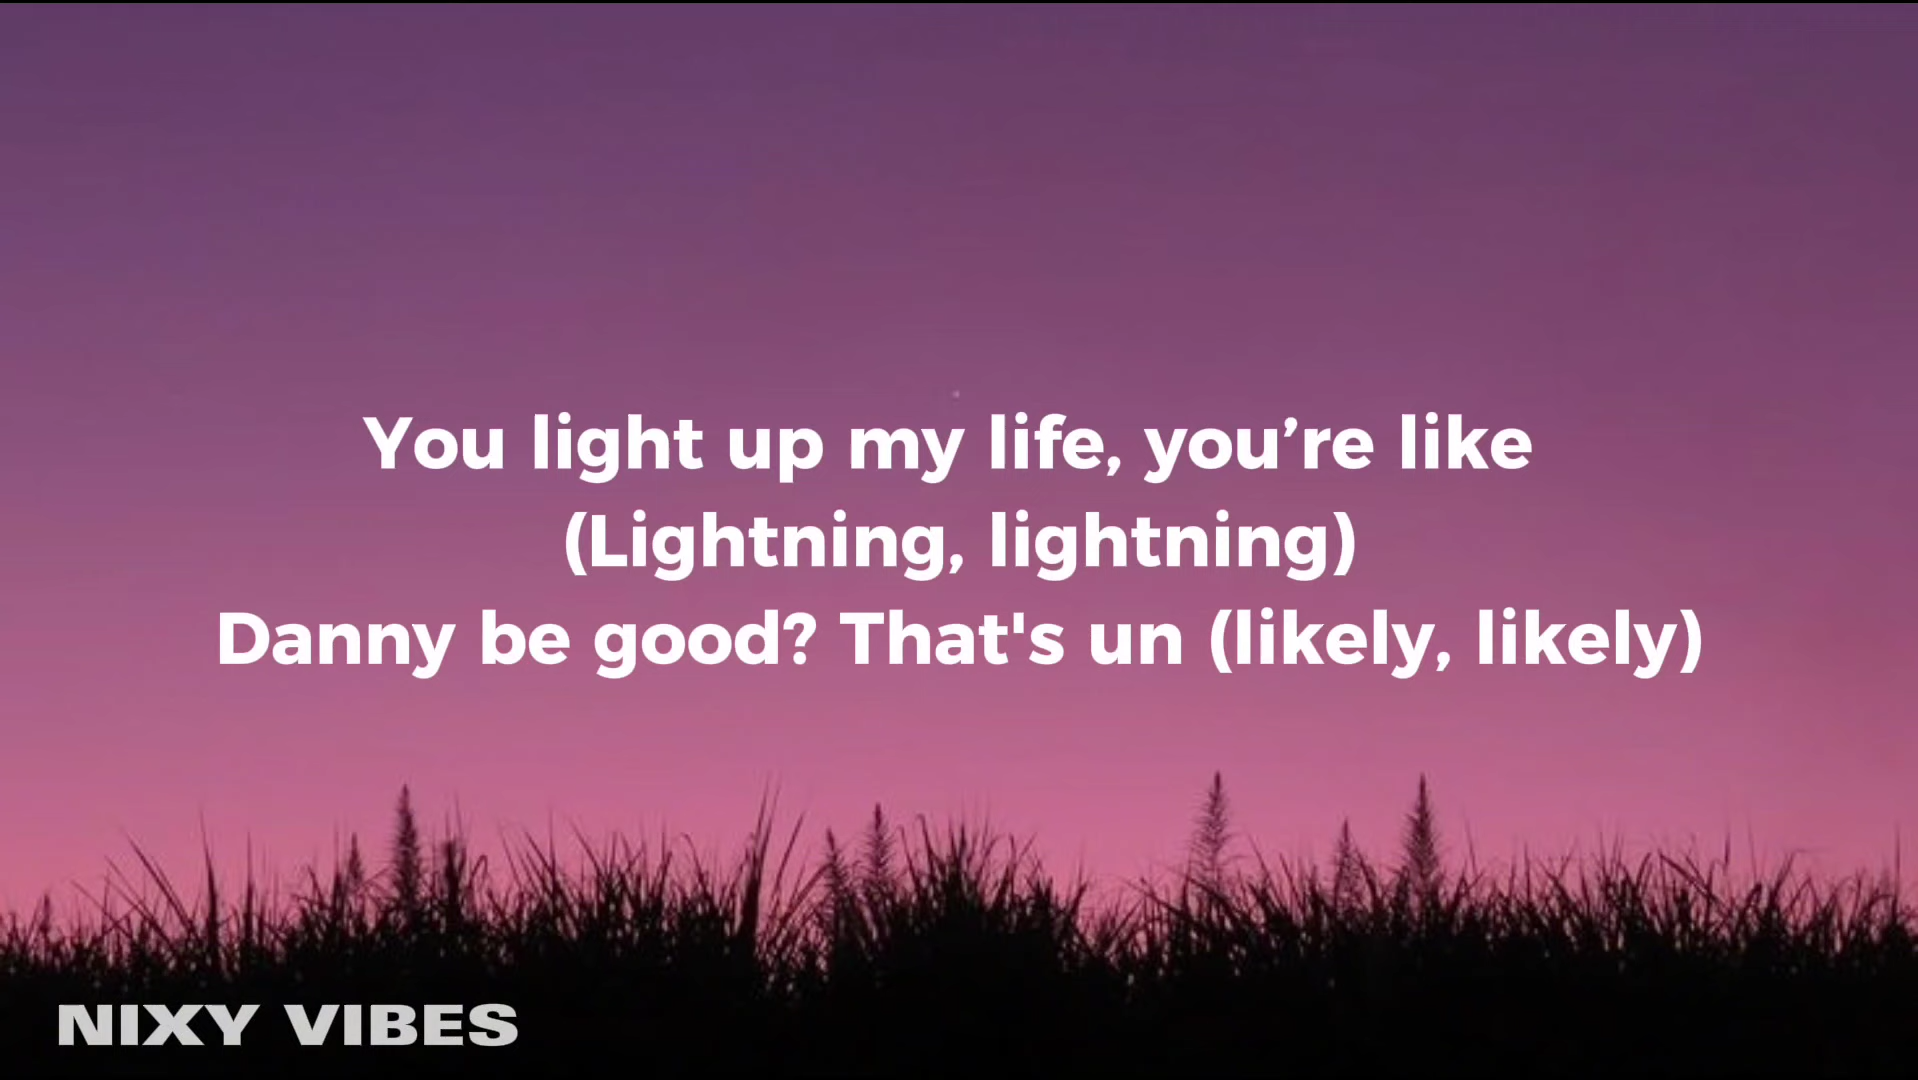 You light up my life, you’re like
(Lightning, lightning)
Danny be good? That's un (likely, likely)
NIXY VIBES